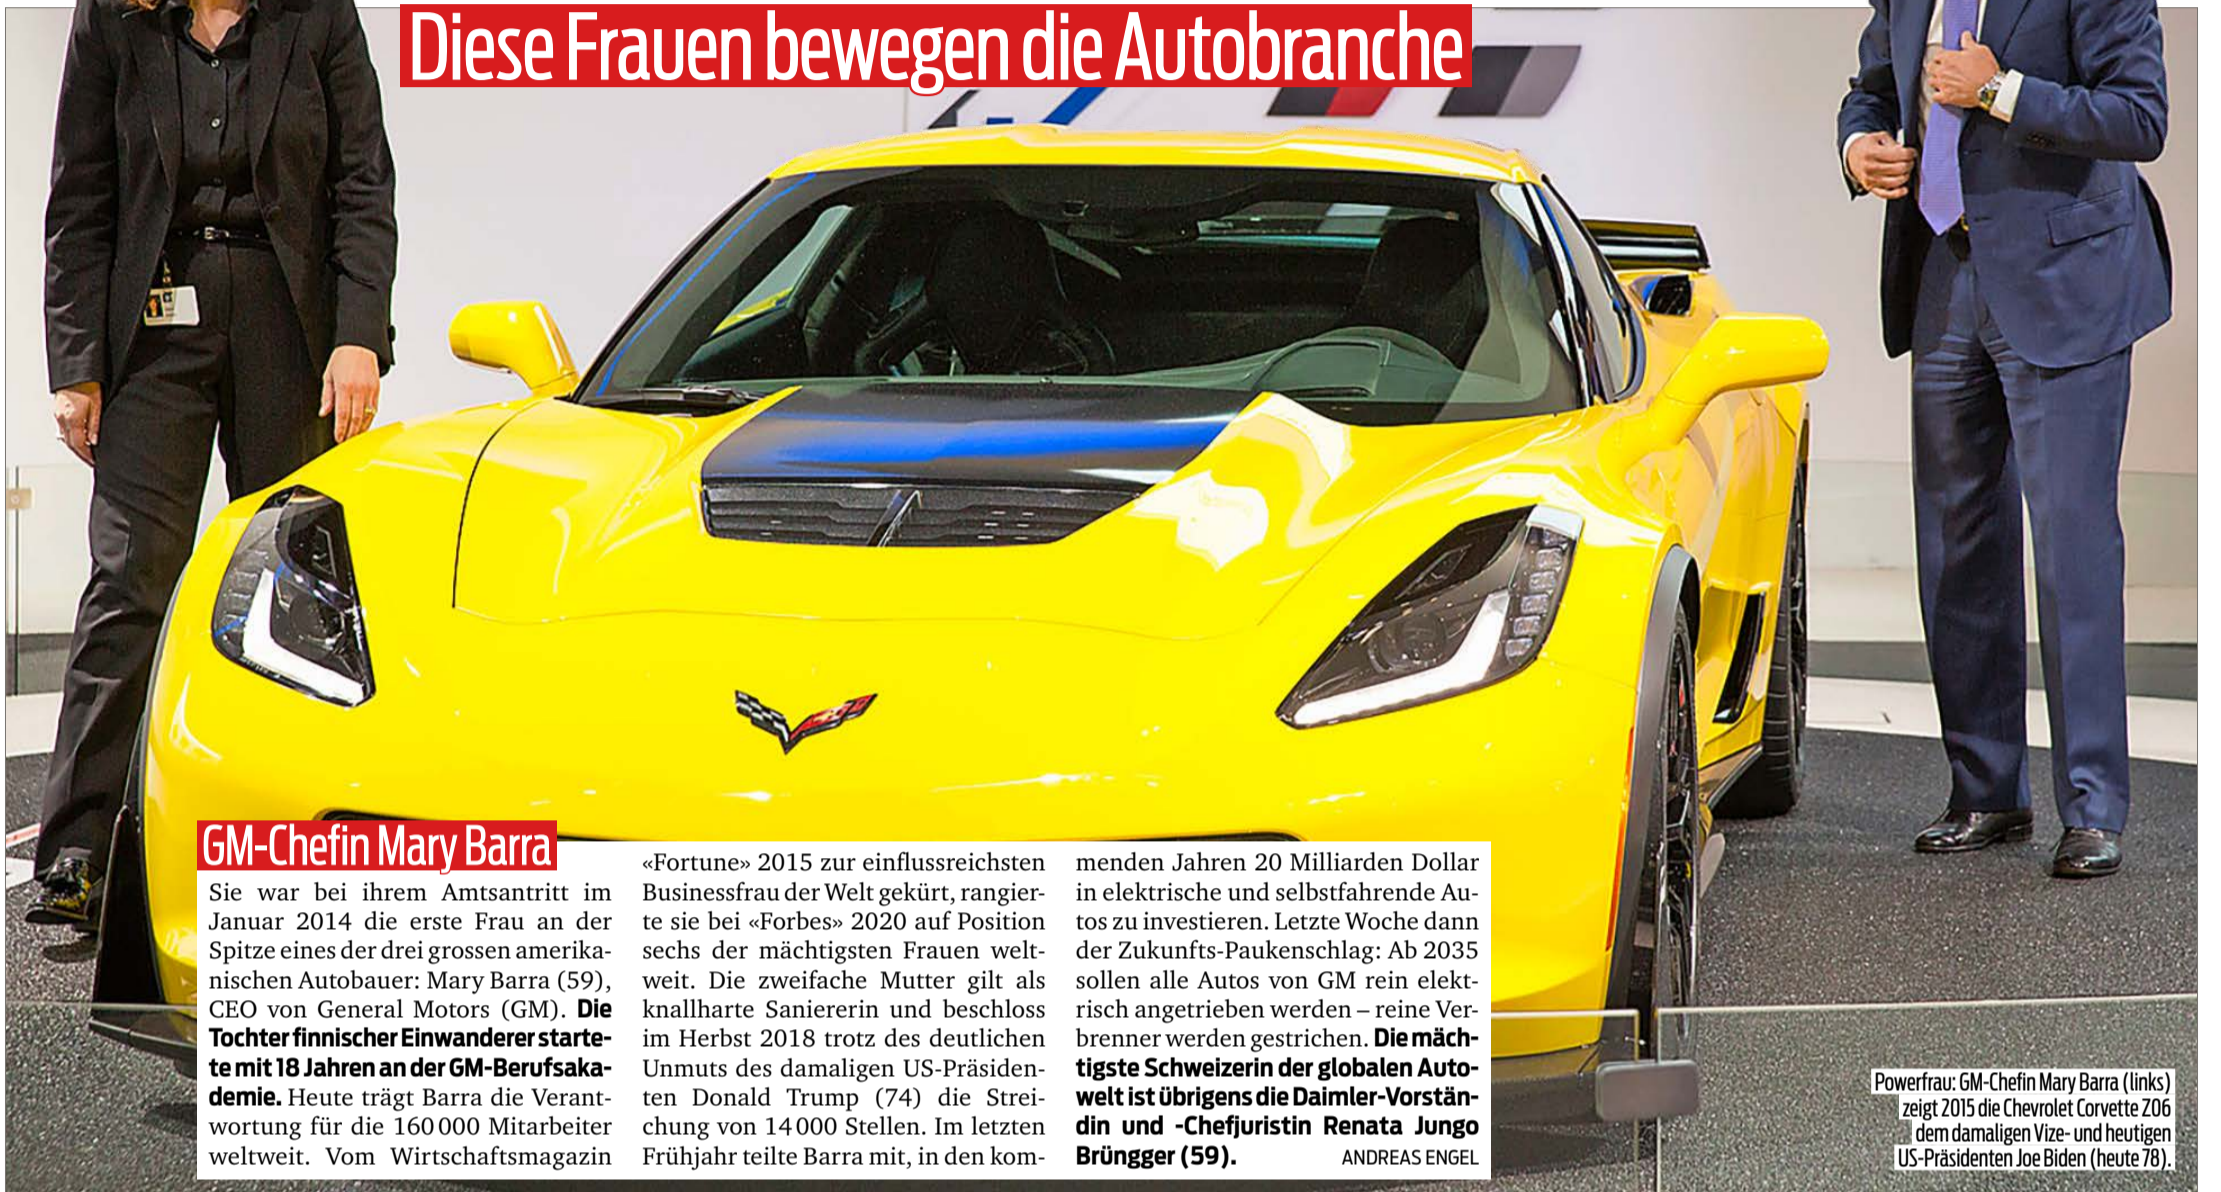 Diese Frauen bewegen die Autobranche
GM-Chefin Mary Barra
Sie war bei ihrem Amtsantritt im
Januar 2014 die erste Frau an der
Spitze eines der drei grossen amerika-
nischen Autobauer: Mary Barra (59),
CEO von General Motors (GM). Die
Tochter finnischer Einwanderer starte-
te mit 18 Jahren an der GM-Berufsaka-
demie. Heute trägt Barra die Verant-
wortung für die 160 000 Mitarbeiter
weltweit. Vom Wirtschaftsmagazin
«Fortune» 2015 zur einflussreichsten
Businessfrau der Welt gekürt, rangier-
te sie bei «Forbes» 2020 auf Position
sechs der mächtigsten Frauen welt-
weit. Die zweifache Mutter gilt als
knallharte Saniererin und beschloss
im Herbst 2018 trotz des deutlichen
Unmuts des damaligen US-Präsiden-
ten Donald Trump (74) die Strei-
chung von 14 000 Stellen. Im letzten
Frühjahr teilte Barra mit, in den kom-
menden Jahren 20 Milliarden Dollar
in elektrische und selbstfahrende Au-
tos zu investieren. Letzte Woche dann
der Zukunfts-Paukenschlag: Ab 2035
sollen alle Autos von GM rein elekt-
risch angetrieben werden – reine Ver-
brenner werden gestrichen. Die mäch-
tigste Schweizerin der globalen Auto-
welt ist übrigens die Daimler-Vorstän-
din und -Chefjuristin Renata Jungo
Brüngger (59). ANDREAS ENGEL
Powerfrau: GM-Chefin Mary Barra (links)
zeigt 2015 die Chevrolet Corvette Z06
dem damaligen Vize- und heutigen
US-Präsidenten Joe Biden (heute 78).